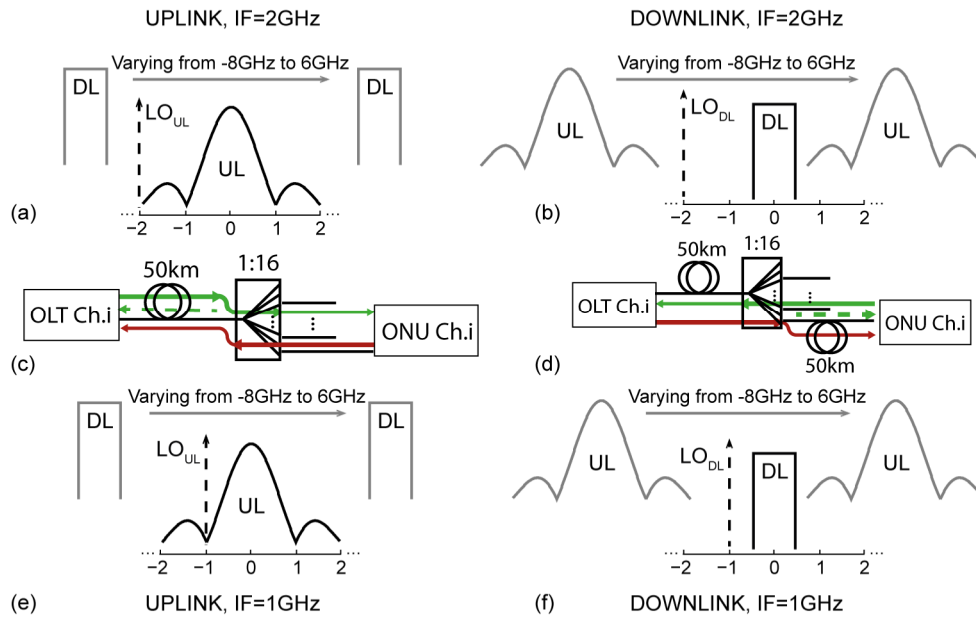 UPLINK, IF=2GHz
DOWNLINK, IF=2GHz
Varying from -8GHz to 6GHz
DL
DL
LOUL
UL
... -2 -1 0 1 2 ...
(a)
Varying from -8GHz to 6GHz
UL
LODL
DL
UL
... -2 -1 0 1 2 ...
(b)
50km
1:16
OLT Ch.i
ONU Ch.i
(c)
50km
1:16
OLT Ch.i
ONU Ch.i
50km
(d)
Varying from -8GHz to 6GHz
DL
DL
LOUL
UL
... -2 -1 0 1 2 ...
(e)
UPLINK, IF=1GHz
Varying from -8GHz to 6GHz
UL
LODL
DL
UL
... -2 -1 0 1 2 ...
(f)
DOWNLINK, IF=1GHz